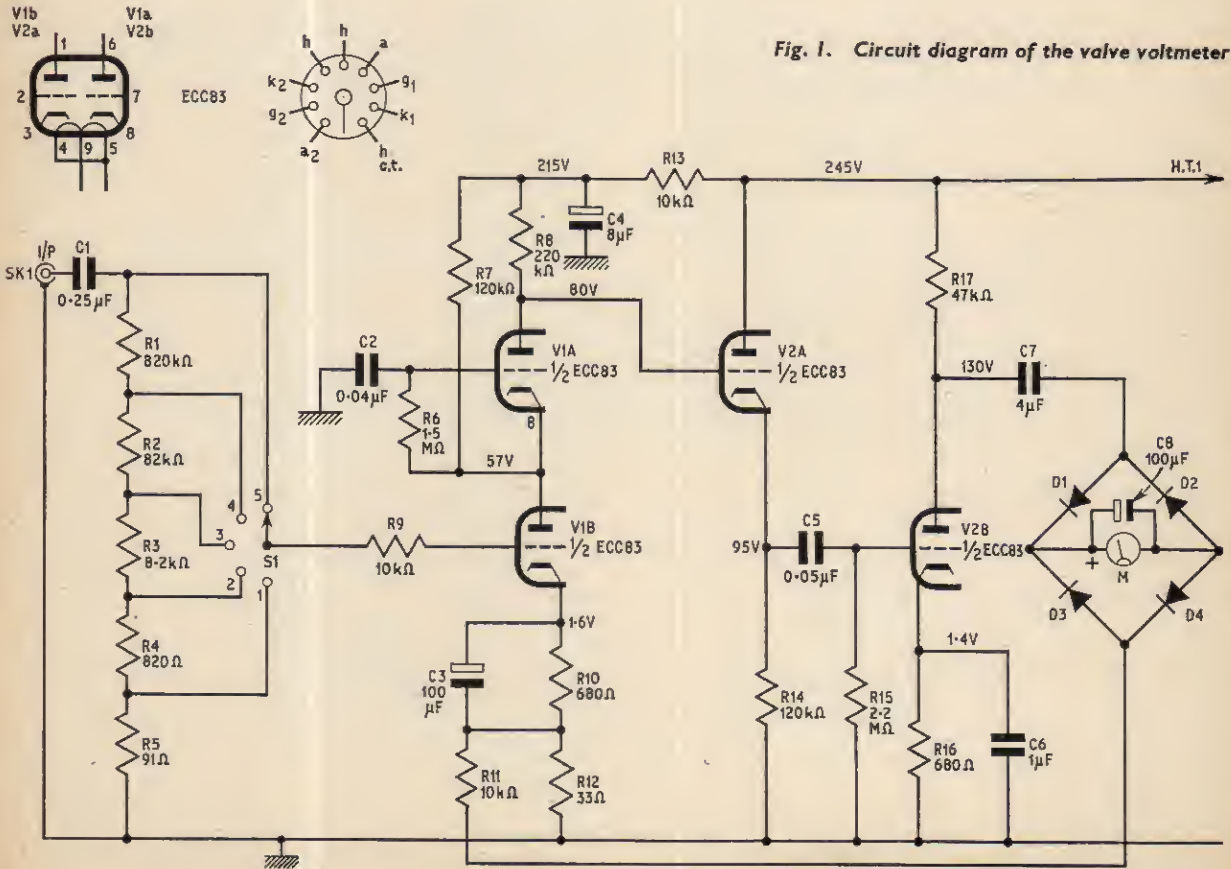 Fig. 1. Circuit diagram of the valve voltmeter
V1b V1a
V2a V2b
1 6
2 7
3 8
4 9 5
ECC83
h h a
k2 g1
g2 k1
a2 h
c.t.
215V
R13
10kΩ
245V
H.T.1
I/P
SK1
C1
0·25μF
R1
820kΩ
R2
82kΩ
R3
8·2kΩ
R4
820Ω
R5
91Ω
5
4
3
2
1
S1
R9
10kΩ
C2
0·04μF
R6
1·5
MΩ
R7
120kΩ
R8
220
kΩ
C4
8μF
80V
V1A
1/2 ECC83
8
57V
V1B
1/2 ECC83
1·6V
C3
100
μF
R10
680Ω
R11
10kΩ
R12
33Ω
V2A
1/2 ECC83
95V
C5
0·05μF
R14
120kΩ
R15
2·2
MΩ
R17
47kΩ
130V
C7
4μF
V2B
1/2 ECC83
1·4V
R16
680Ω
C6
1μF
C8
100μF
D1
D2
+
M
D3
D4